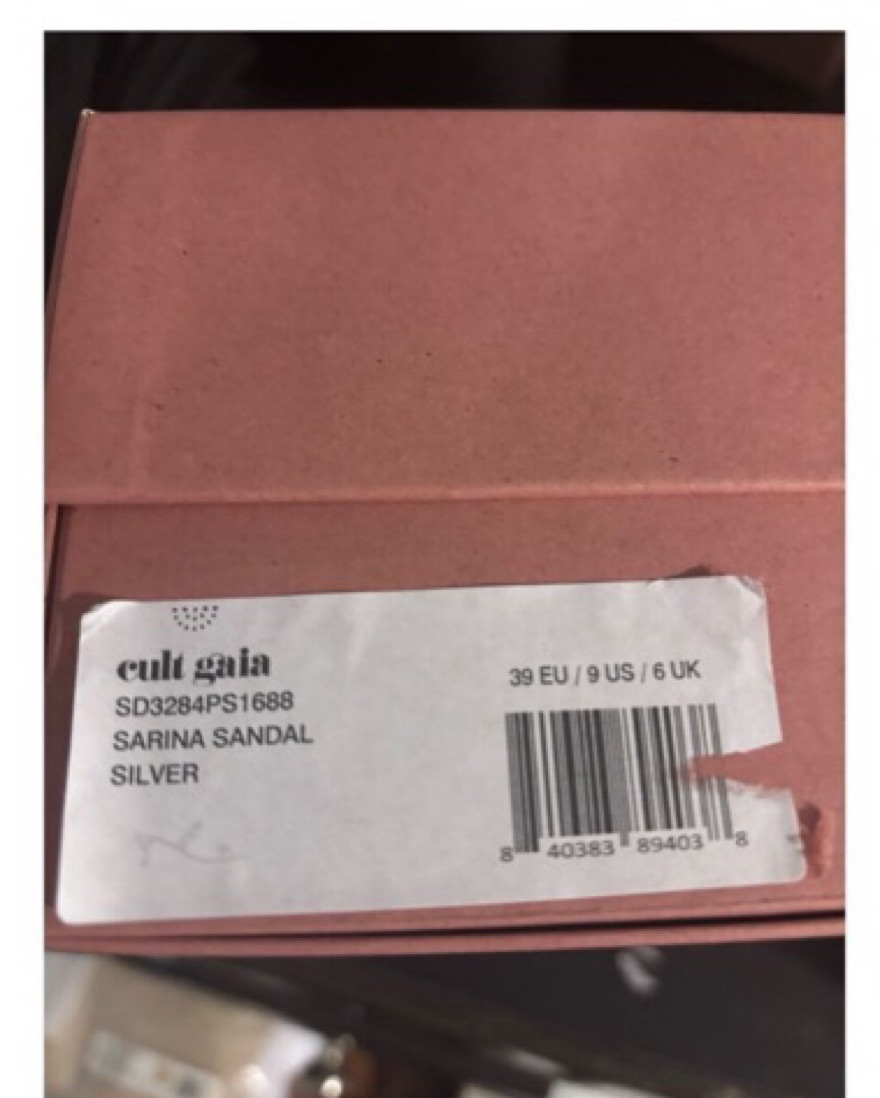 cult gaia
SD3284PS1688
SARINA SANDAL
SILVER
39 EU / 9 US / 6 UK
8 40383 89403 8